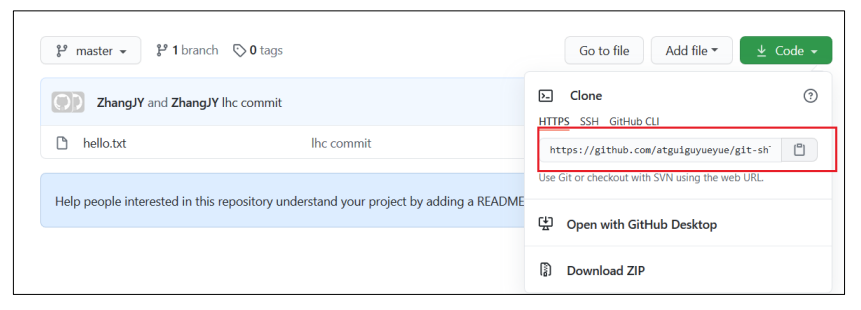 master
1 branch
0 tags
Go to file
Add file
Code
ZhangJY and ZhangJY lhc commit
hello.txt
lhc commit
Help people interested in this repository understand your project by adding a README
Clone
HTTPS SSH GitHub CLI
https://github.com/atguiguyueyue/git-sh
Use Git or checkout with SVN using the web URL.
Open with GitHub Desktop
Download ZIP